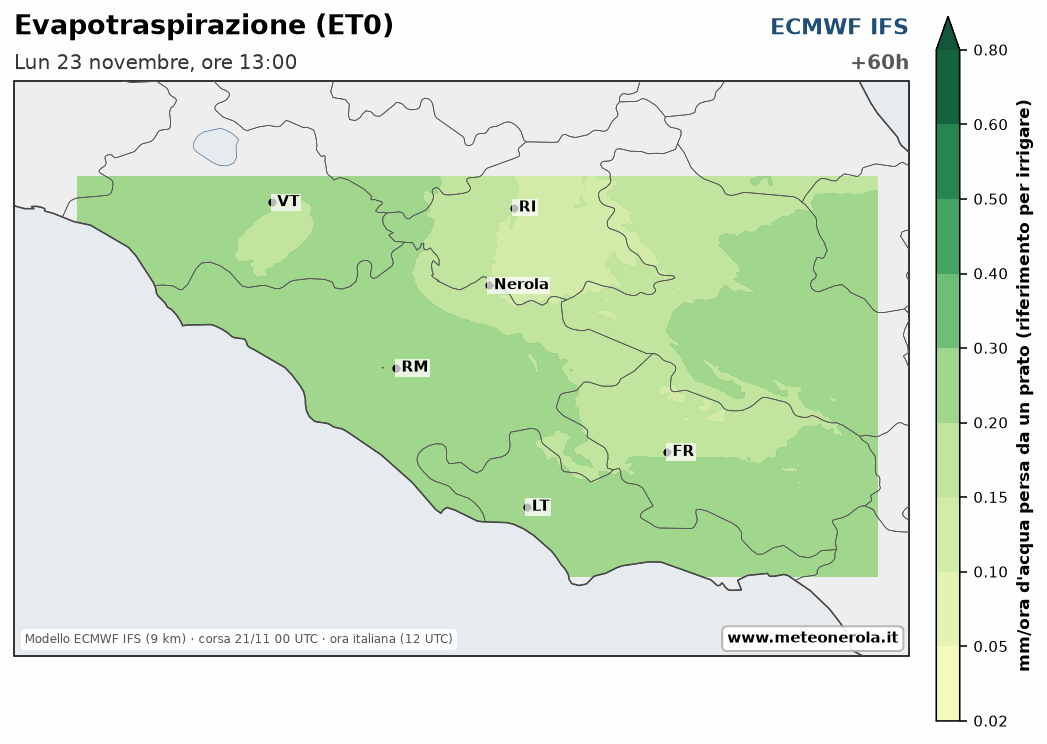 Evapotraspirazione (ET0)
ECMWF IFS
Lun 23 novembre, ore 13:00
+60h
VT
RI
Nerola
RM
FR
LT
Modello ECMWF IFS (9 km) · corsa 21/11 00 UTC · ora italiana (12 UTC)
www.meteonerola.it
0.80
0.60
0.50
0.40
0.30
0.20
0.15
0.10
0.05
0.02
mm/ora d'acqua persa da un prato (riferimento per irrigare)